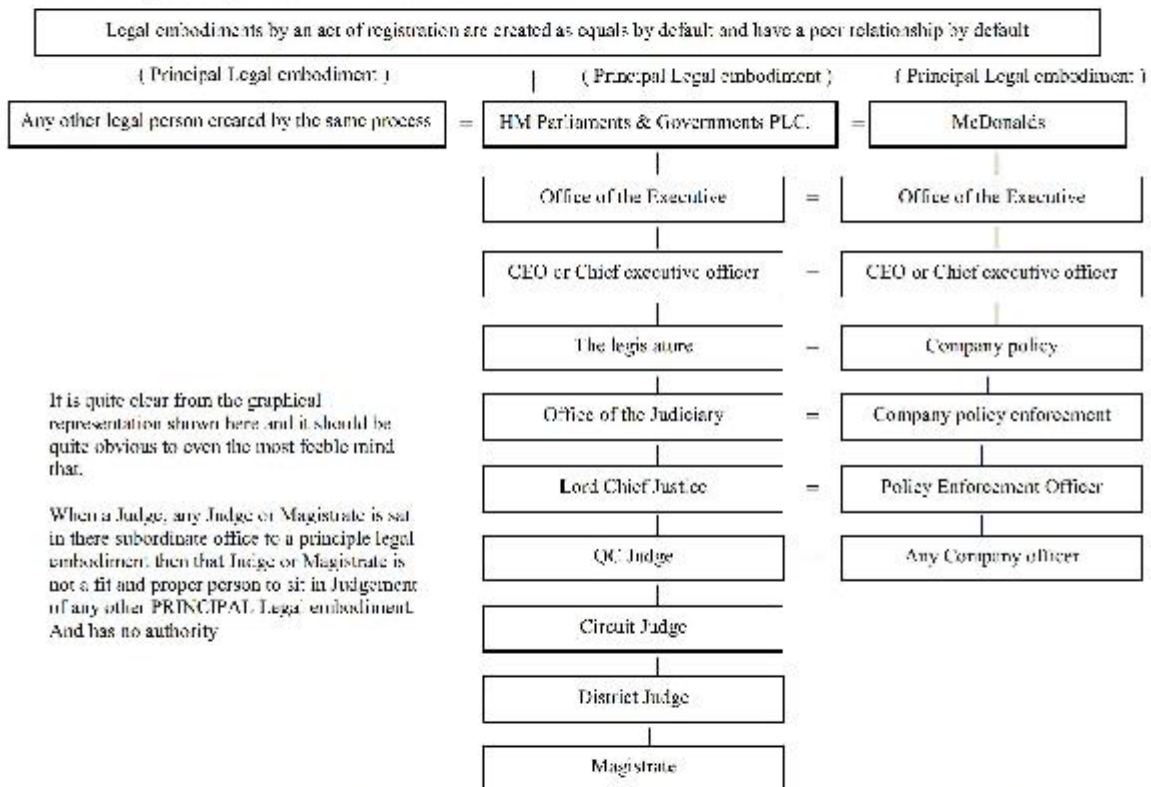 Legal embodiments by an act of registration are created as equals by default and have a peer relationship by default
( Principal Legal embodiment ) ( Principal Legal embodiment ) ( Principal Legal embodiment )
Any other legal person created by the same process = HM Parliaments & Governments PLC. = McDonalds
Office of the Executive = Office of the Executive
CEO or Chief executive officer = CEO or Chief executive officer
The legislature = Company policy
Office of the Judiciary = Company policy enforcement
Lord Chief Justice = Policy Enforcement Officer
QC Judge Any Company officer
Circuit Judge
District Judge
Magistrate
It is quite clear from the graphical
representation shown here and it should be
quite obvious to even the most feeble mind
that.
When a Judge, any Judge or Magistrate is sat
in there subordinate office to a principle legal
embodiment then that Judge or Magistrate is
not a fit and proper person to sit in Judgement
of any other PRINCIPAL Legal embodiment.
And has no authority